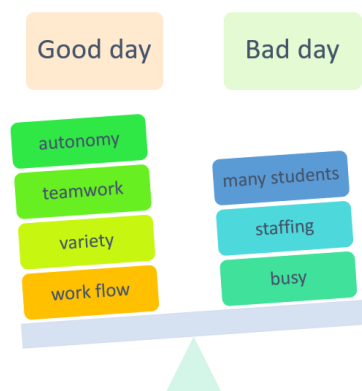 Good day
Bad day
autonomy
teamwork
variety
work flow
many students
staffing
busy